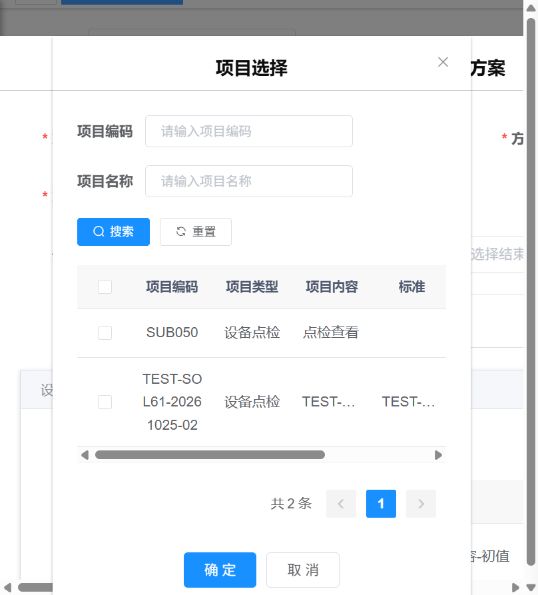 项目选择
方案
项目编码 请输入项目编码
* * 方
项目名称 请输入项目名称
*
搜索 重置
选择结束
项目编码 项目类型 项目内容 标准
SUB050 设备点检 点检查看
TEST-SO
L61-2026
1025-02
设备点检 TEST-... TEST-...
设
共 2 条 1
容-初值
确 定 取 消